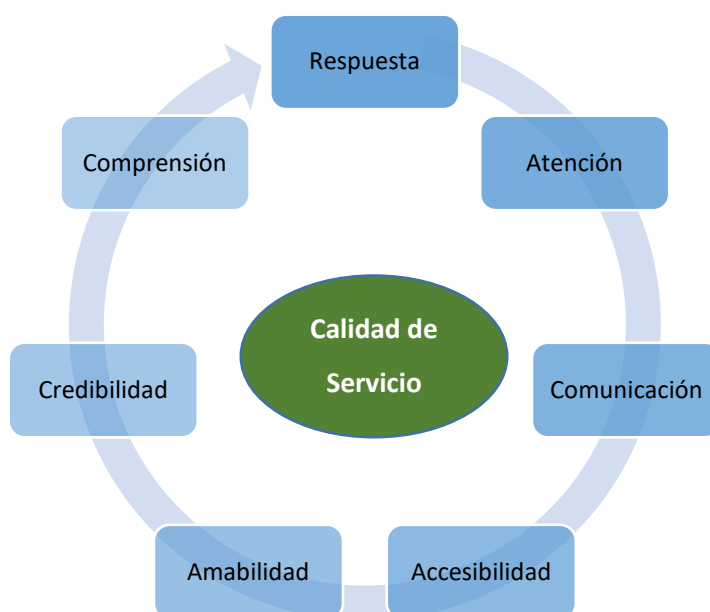 Respuesta
Atención
Comunicación
Accesibilidad
Amabilidad
Credibilidad
Comprensión
Calidad de
Servicio